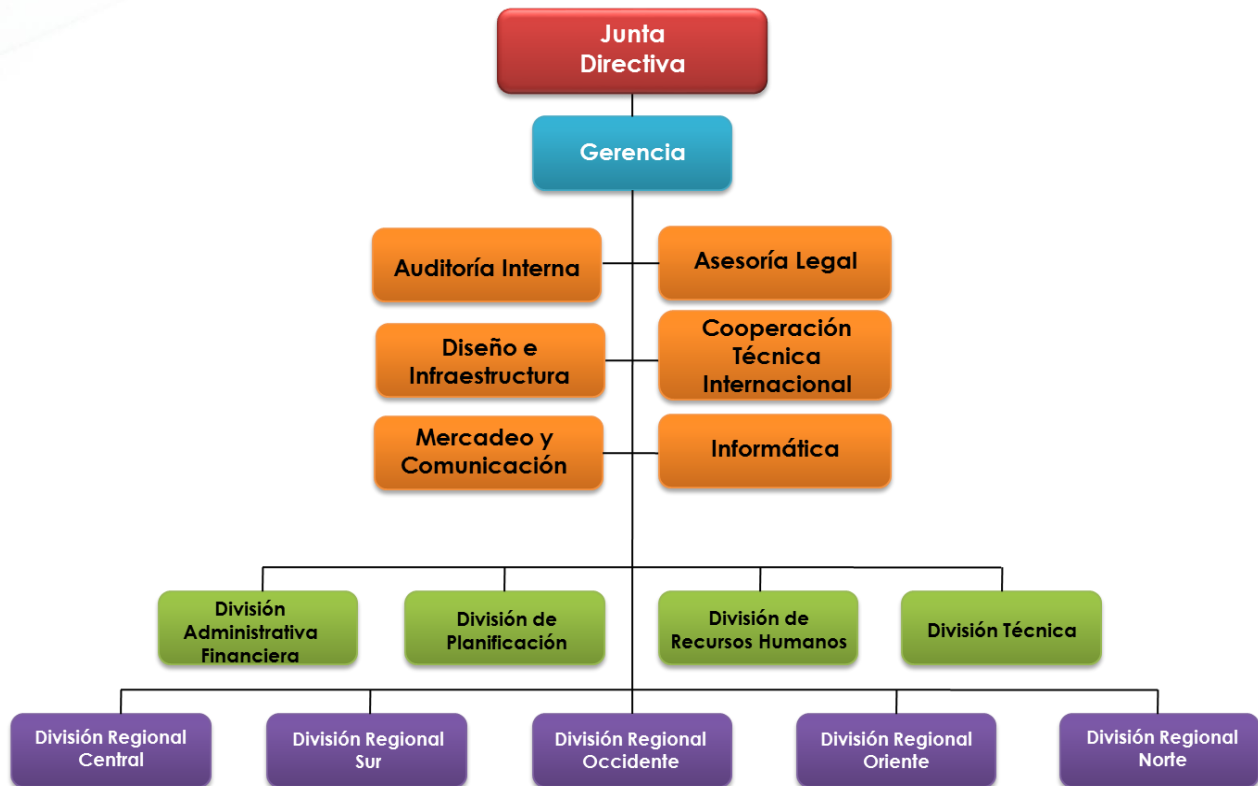 Junta
Directiva
Gerencia
Auditoría Interna
Asesoría Legal
Diseño e
Infraestructura
Cooperación
Técnica
Internacional
Mercadeo y
Comunicación
Informática
División
Administrativa
Financiera
División de
Planificación
División de
Recursos Humanos
División Técnica
División Regional
Central
División Regional
Sur
División Regional
Occidente
División Regional
Oriente
División Regional
Norte